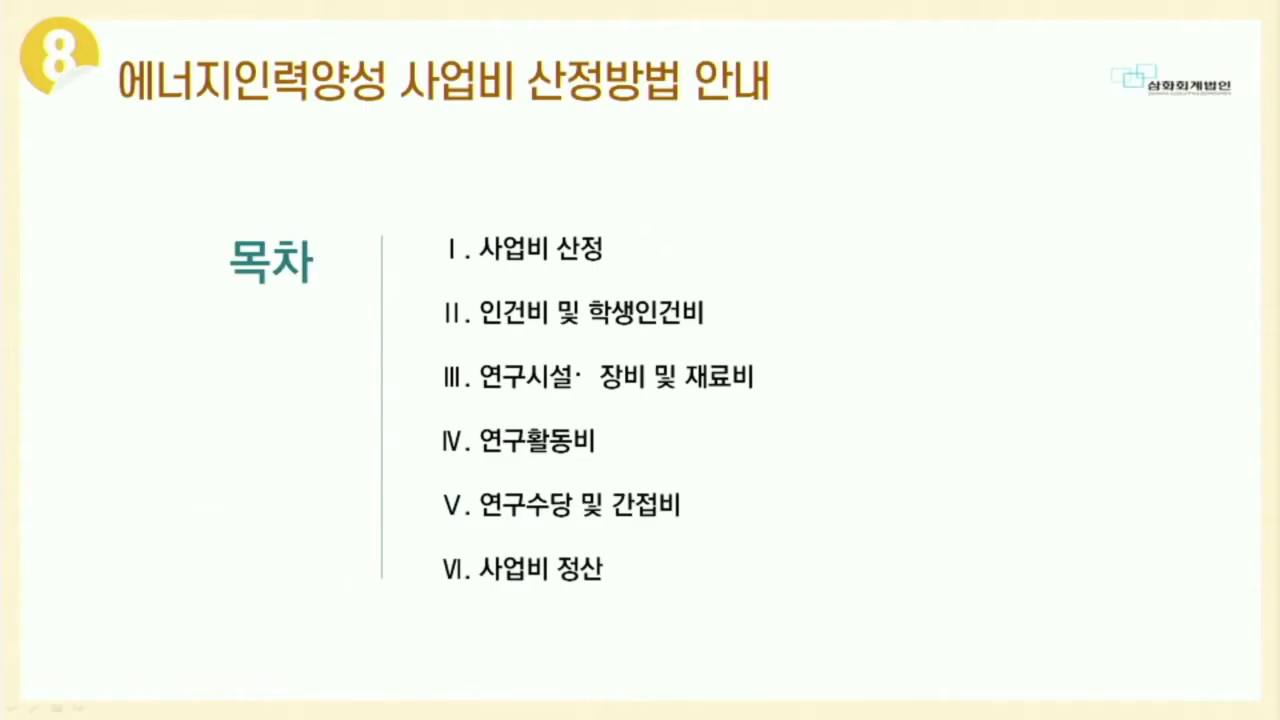 8
에너지인력양성 사업비 산정방법 안내
삼화회계법인
목차
Ⅰ. 사업비 산정
Ⅱ. 인건비 및 학생인건비
Ⅲ. 연구시설· 장비 및 재료비
Ⅳ. 연구활동비
Ⅴ. 연구수당 및 간접비
Ⅵ. 사업비 정산